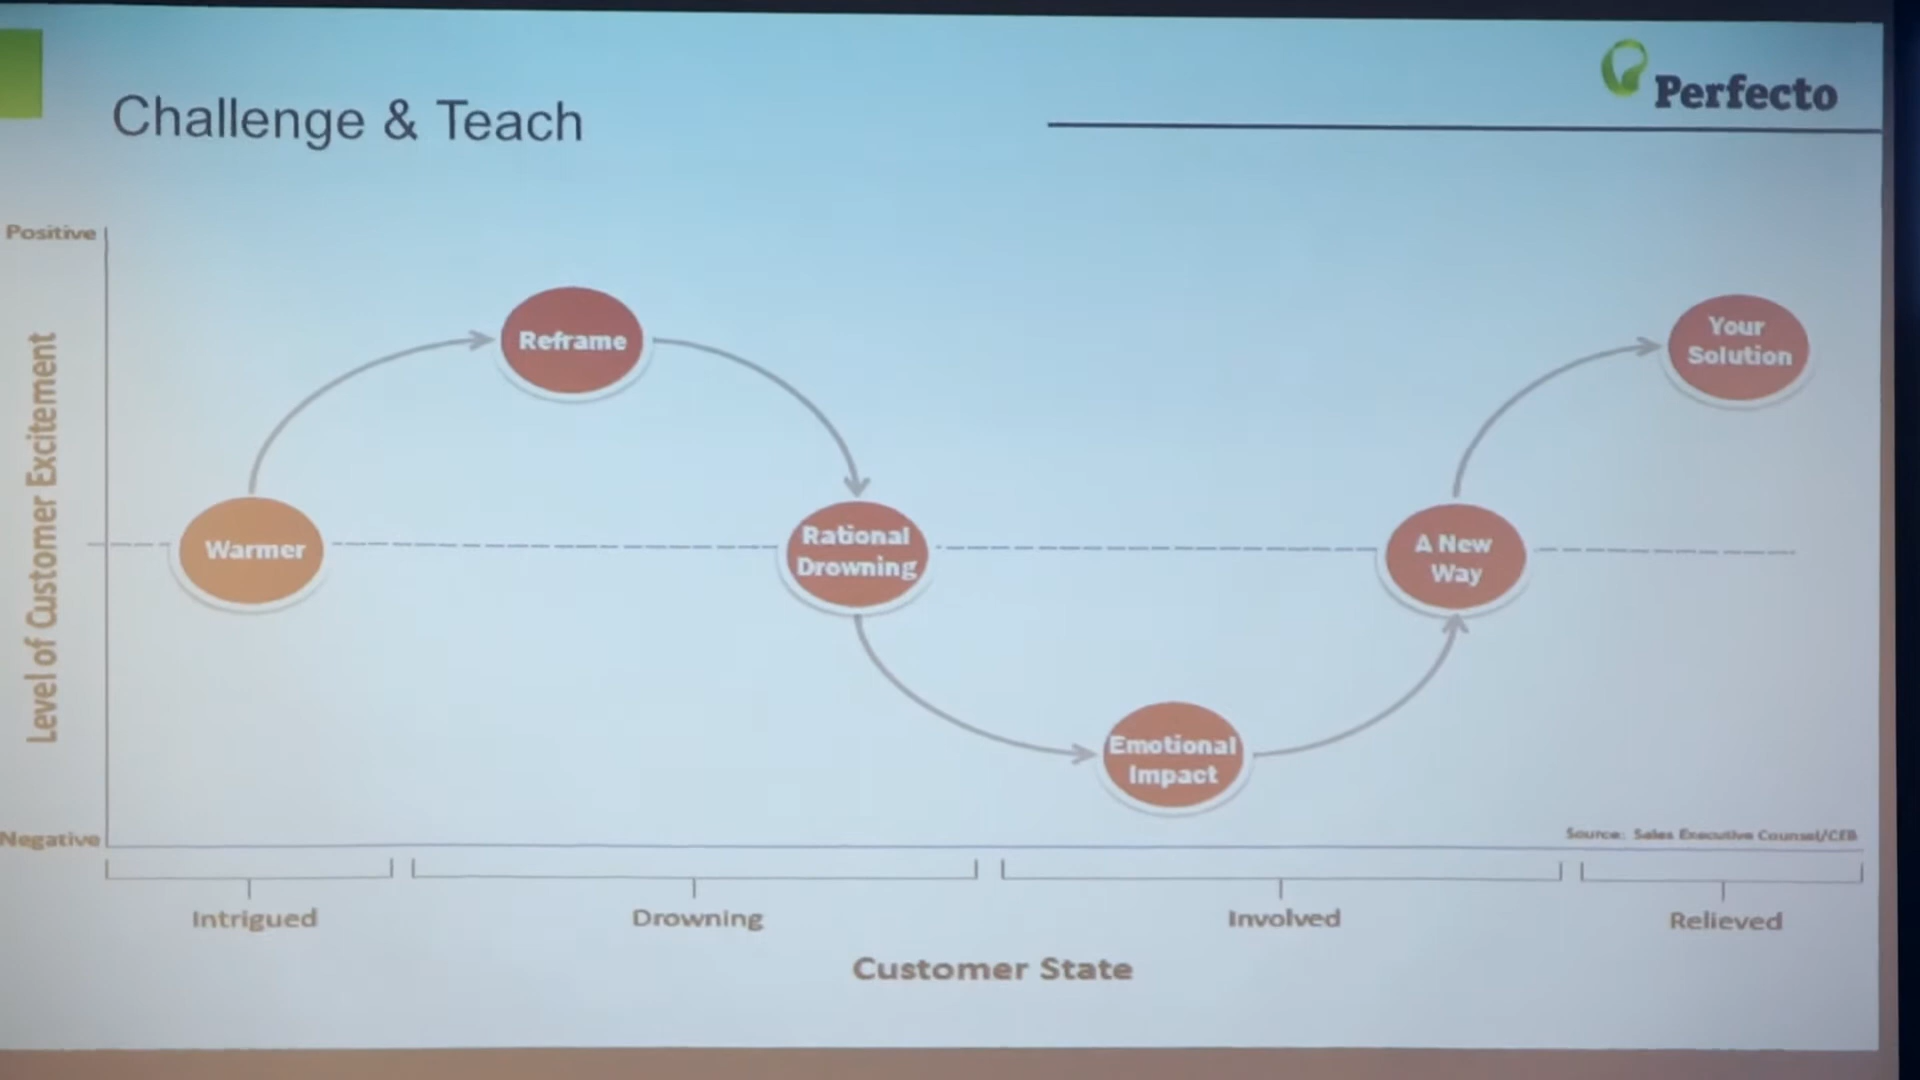 Challenge & Teach
Perfecto
Positive
Level of Customer Excitement
Negative
Warmer
Reframe
Rational
Drowning
Emotional
Impact
A New
Way
Your
Solution
Source: Sales Executive Counsel/CEB
Intrigued
Drowning
Involved
Relieved
Customer State